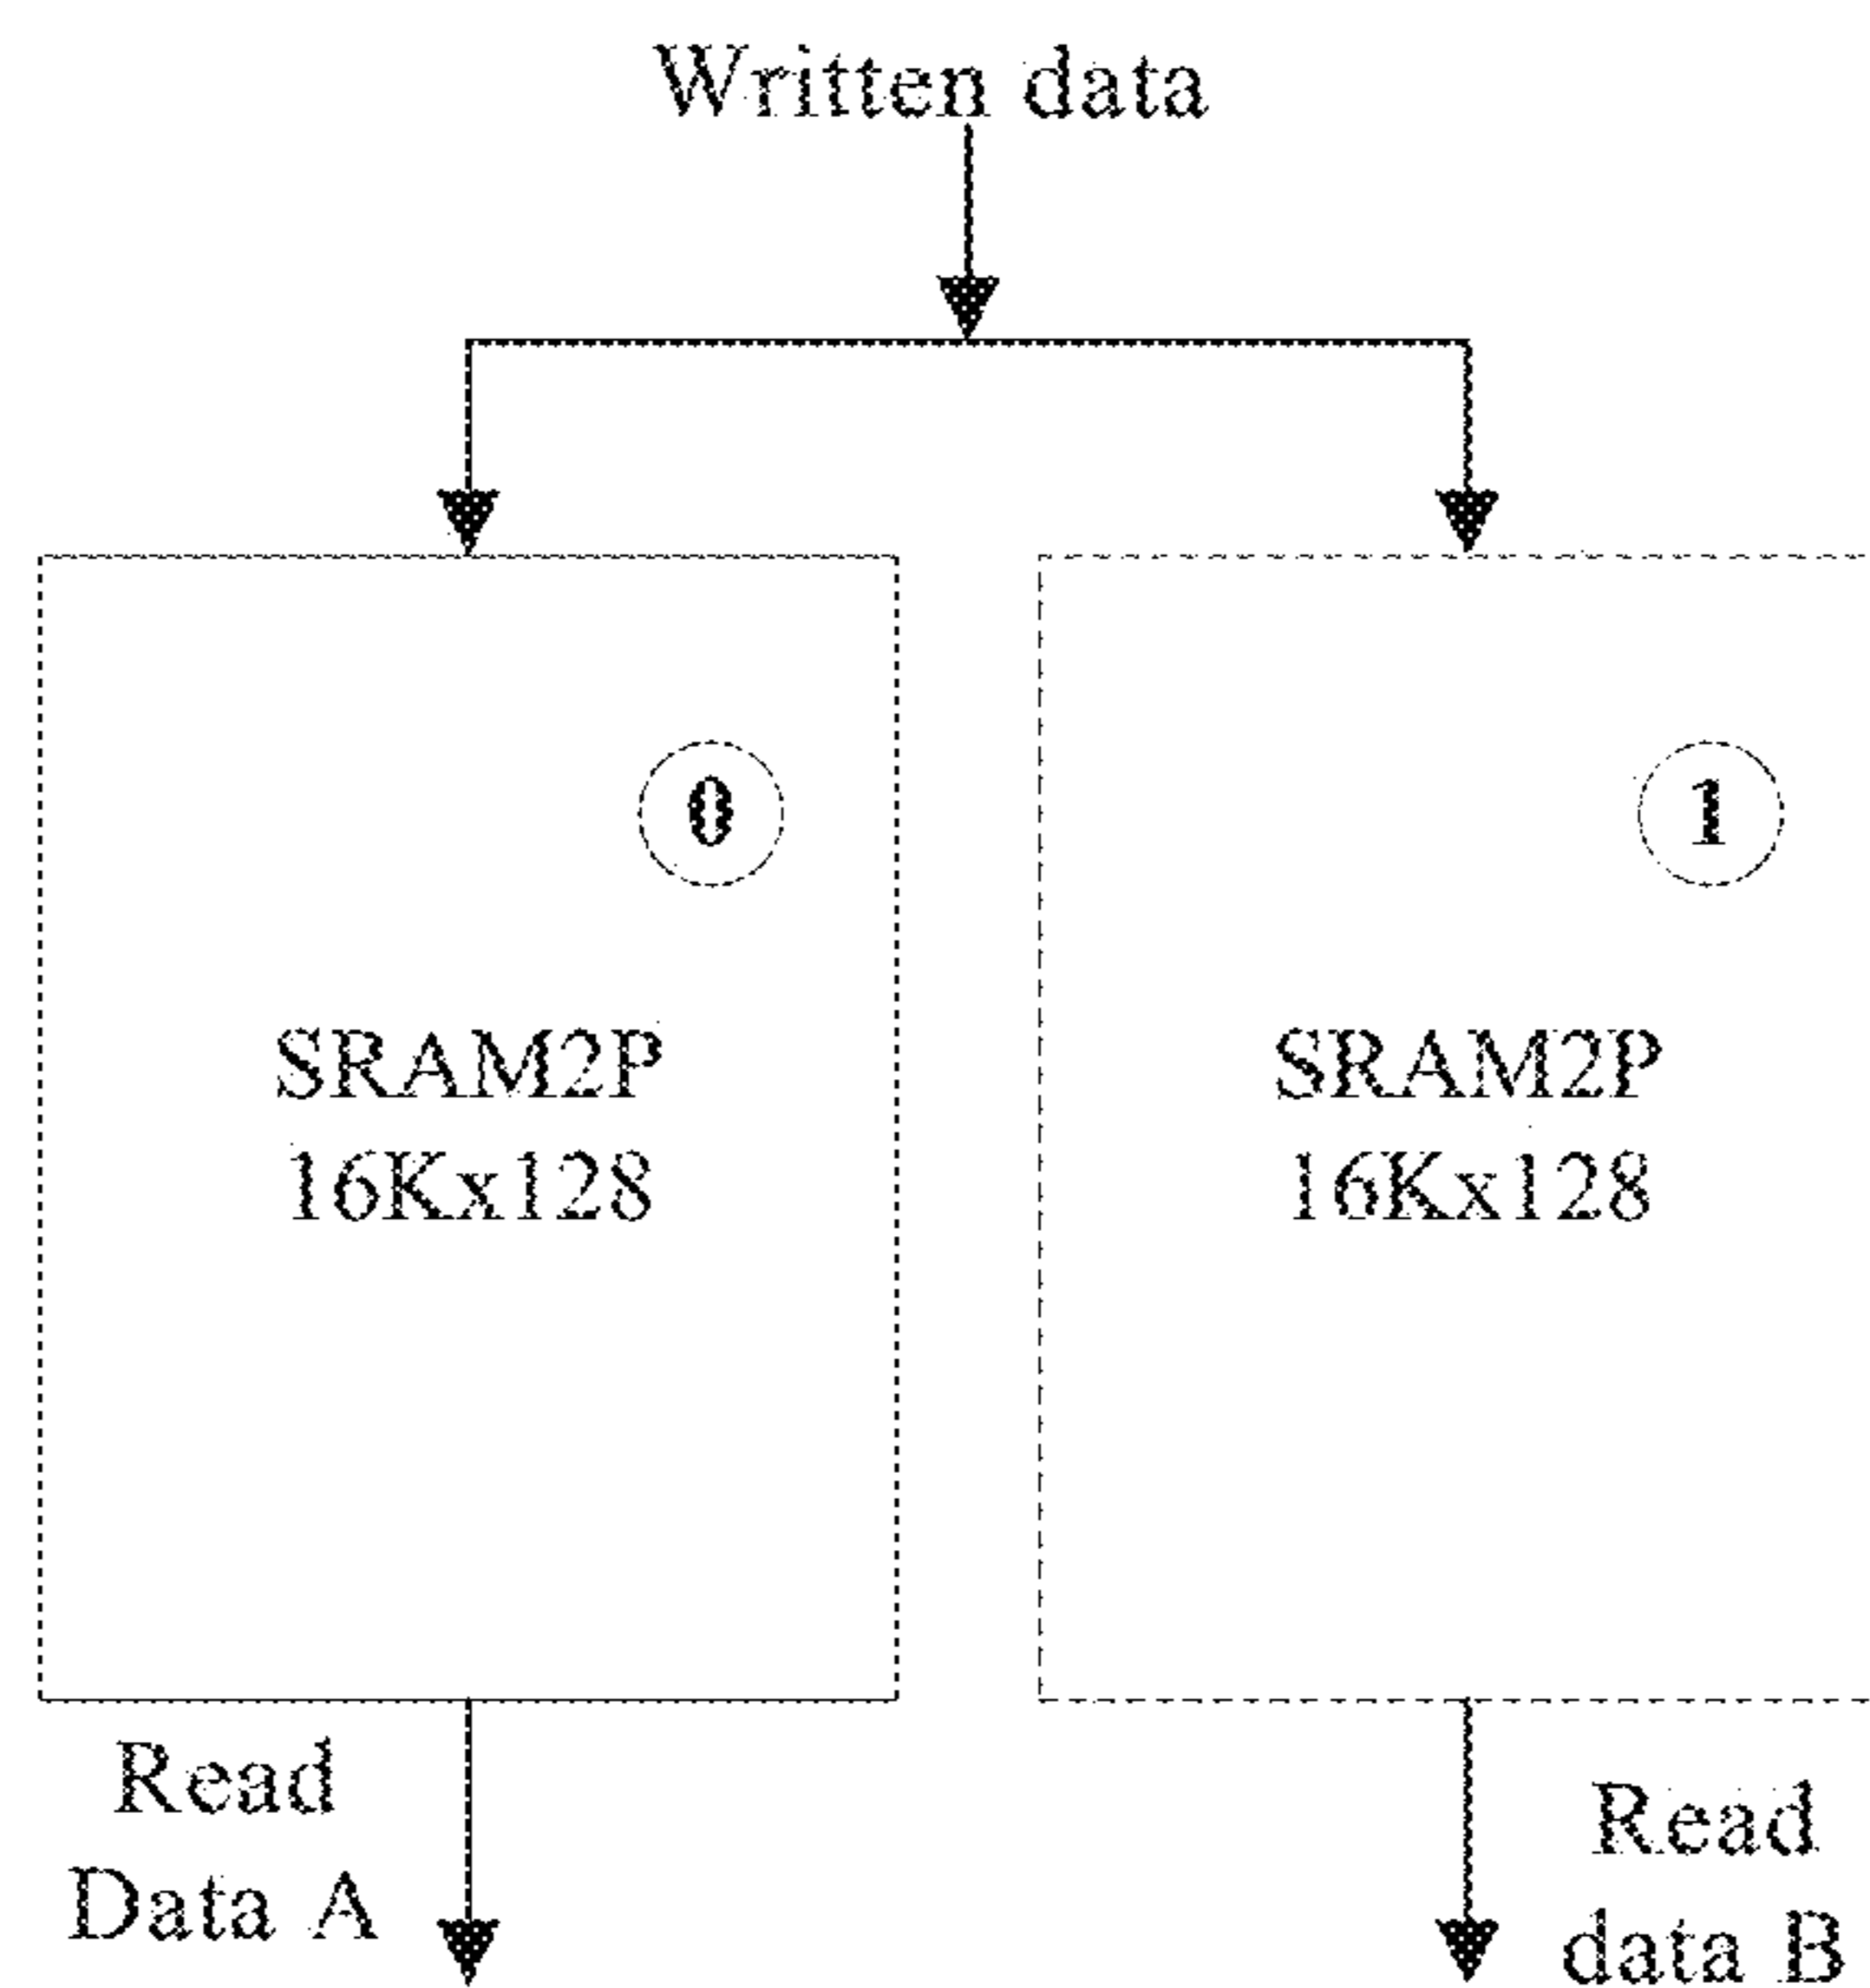 Written data
0
1
SRAM2P
16Kx128
SRAM2P
16Kx128
Read
Data A
Read
data B